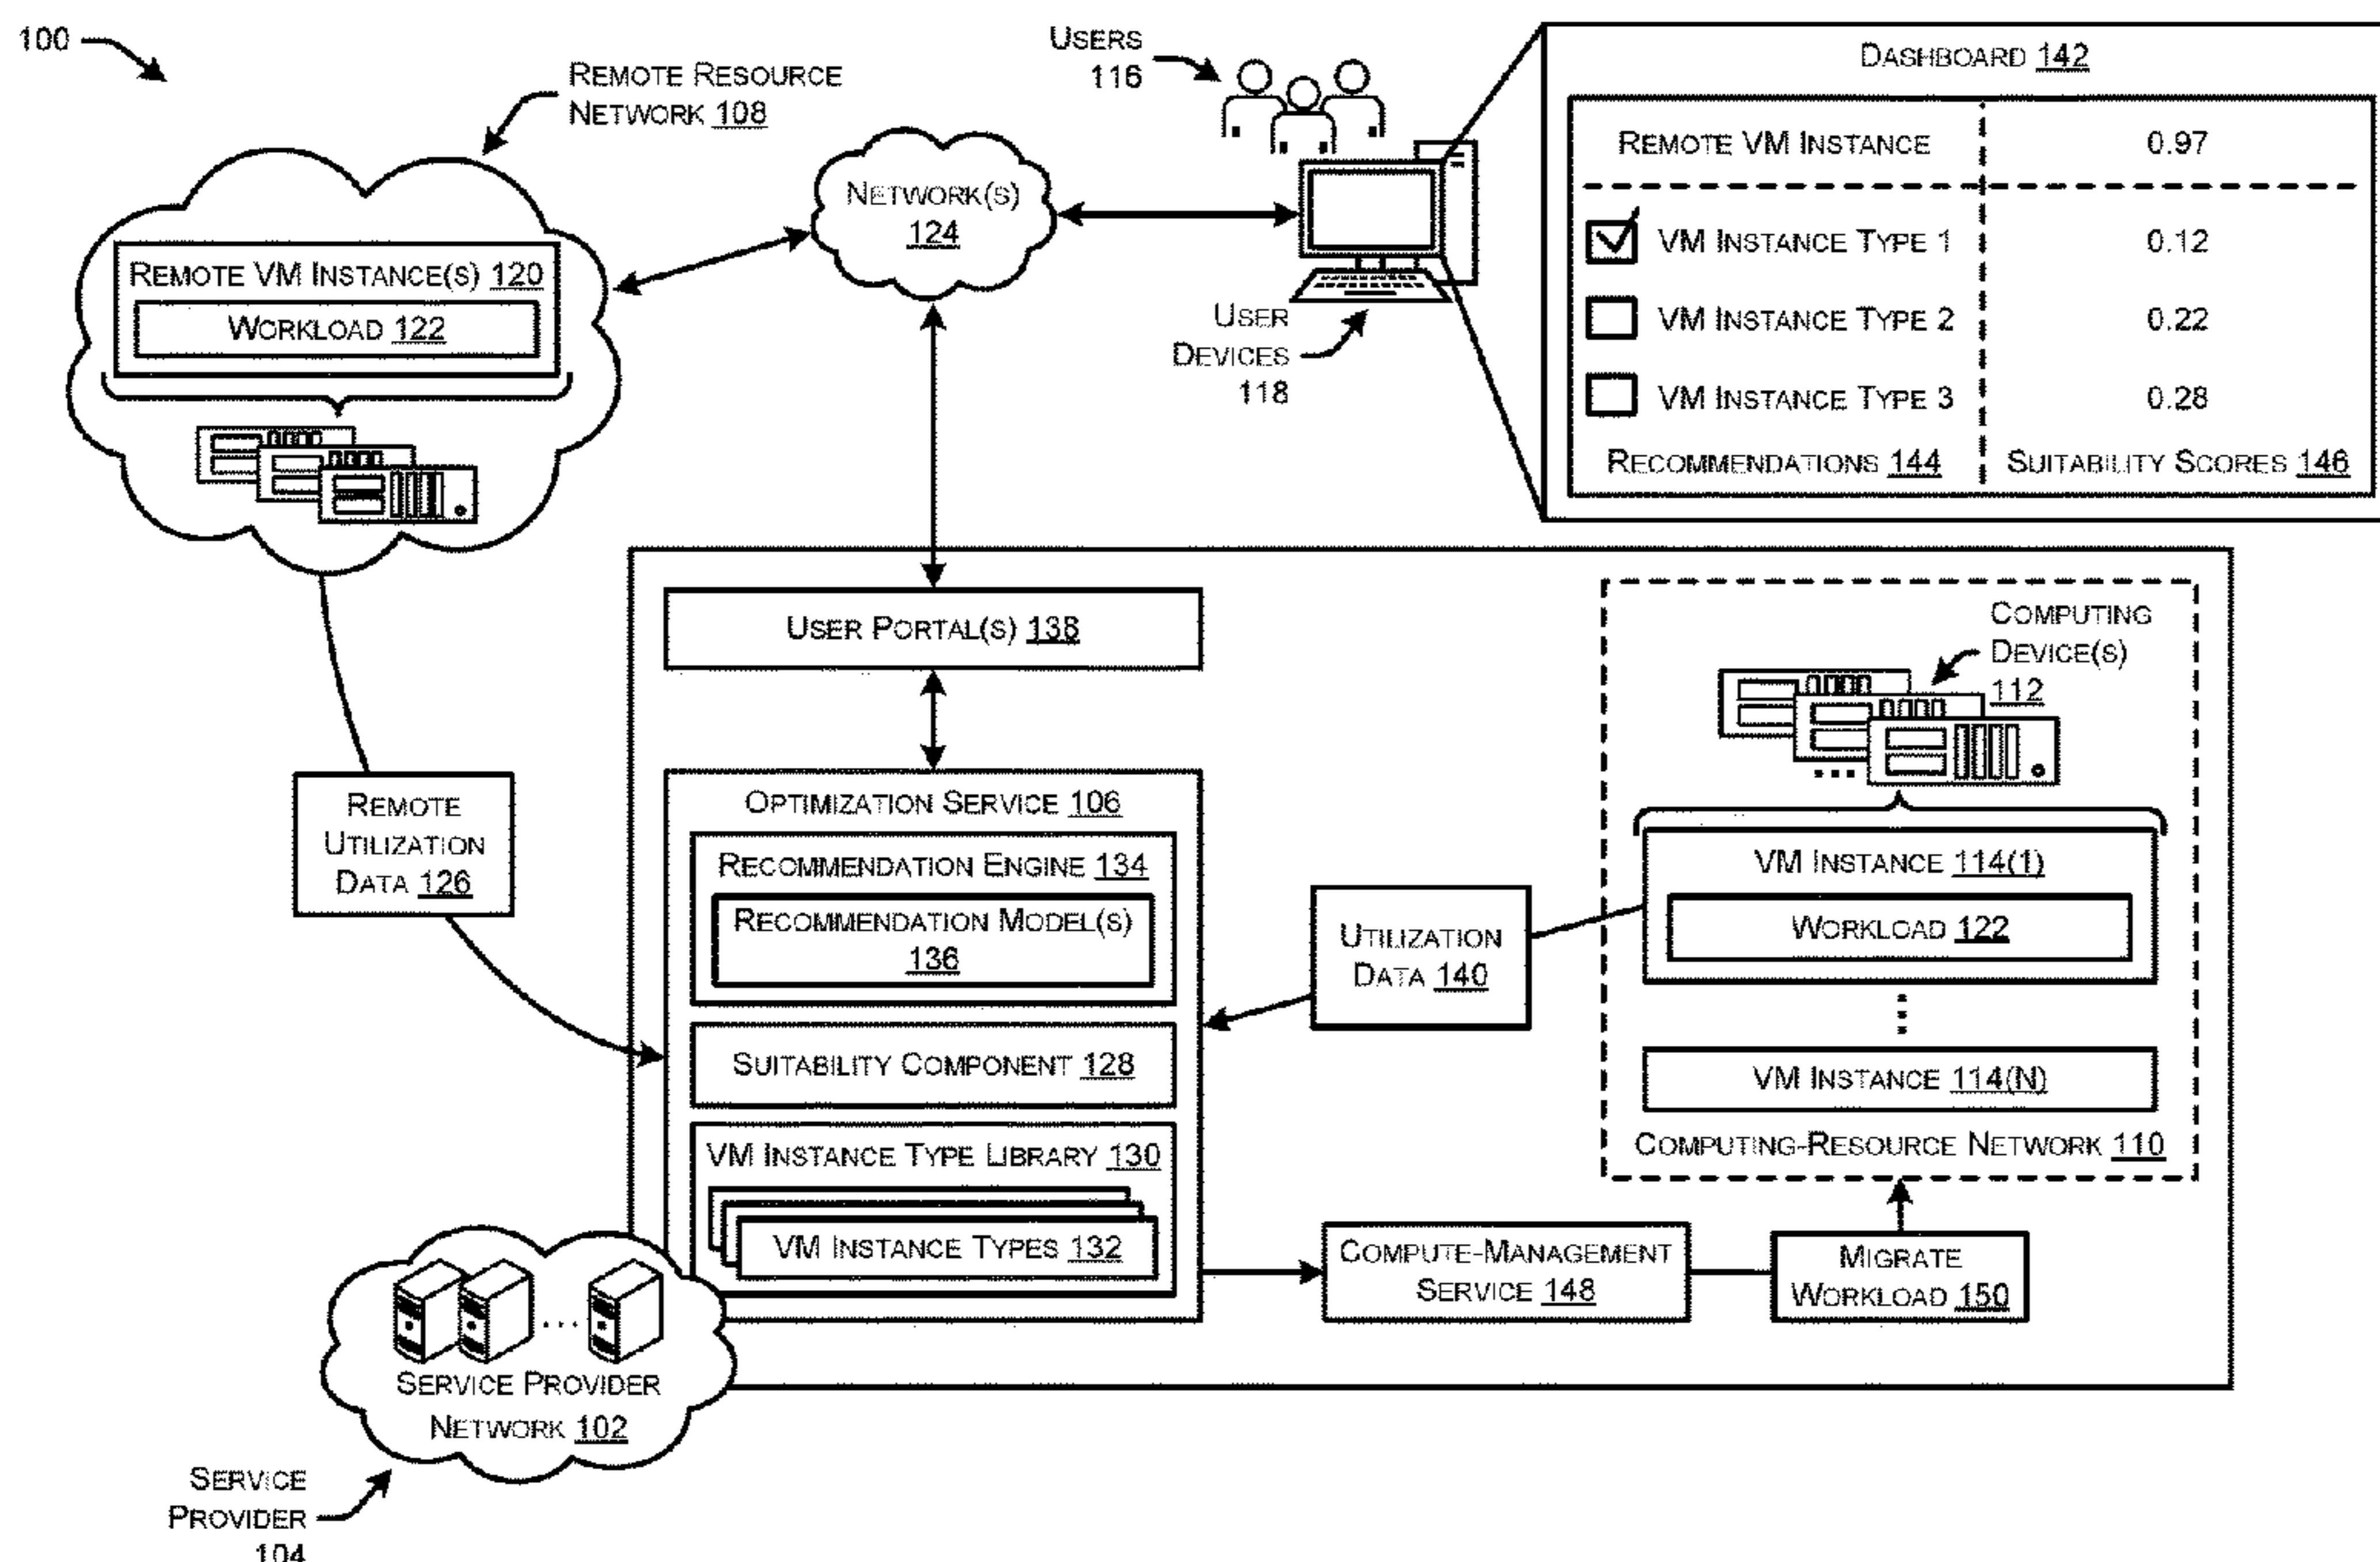 100
REMOTE RESOURCE
NETWORK 108
USERS
116
NETWORK(S)
124
REMOTE VM INSTANCE(S) 120
WORKLOAD 122
USER
DEVICES
118
DASHBOARD 142
REMOTE VM INSTANCE 0.97
VM INSTANCE TYPE 1 0.12
VM INSTANCE TYPE 2 0.22
VM INSTANCE TYPE 3 0.28
RECOMMENDATIONS 144 SUITABILITY SCORES 146
USER PORTAL(S) 138
REMOTE
UTILIZATION
DATA 126
OPTIMIZATION SERVICE 106
RECOMMENDATION ENGINE 134
RECOMMENDATION MODEL(S)
136
SUITABILITY COMPONENT 128
VM INSTANCE TYPE LIBRARY 130
VM INSTANCE TYPES 132
UTILIZATION
DATA 140
COMPUTING
DEVICE(S)
112
VM INSTANCE 114(1)
WORKLOAD 122
VM INSTANCE 114(N)
COMPUTING-RESOURCE NETWORK 110
COMPUTE-MANAGEMENT
SERVICE 148
MIGRATE
WORKLOAD 150
SERVICE PROVIDER
NETWORK 102
SERVICE
PROVIDER
104